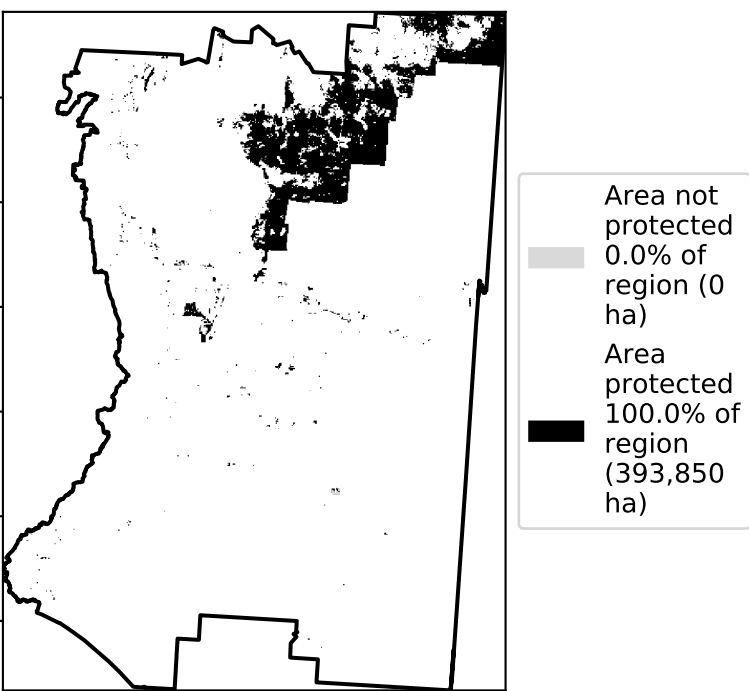 Area not
protected
0.0% of
region (0
ha)
Area
protected
100.0% of
region
(393,850
ha)